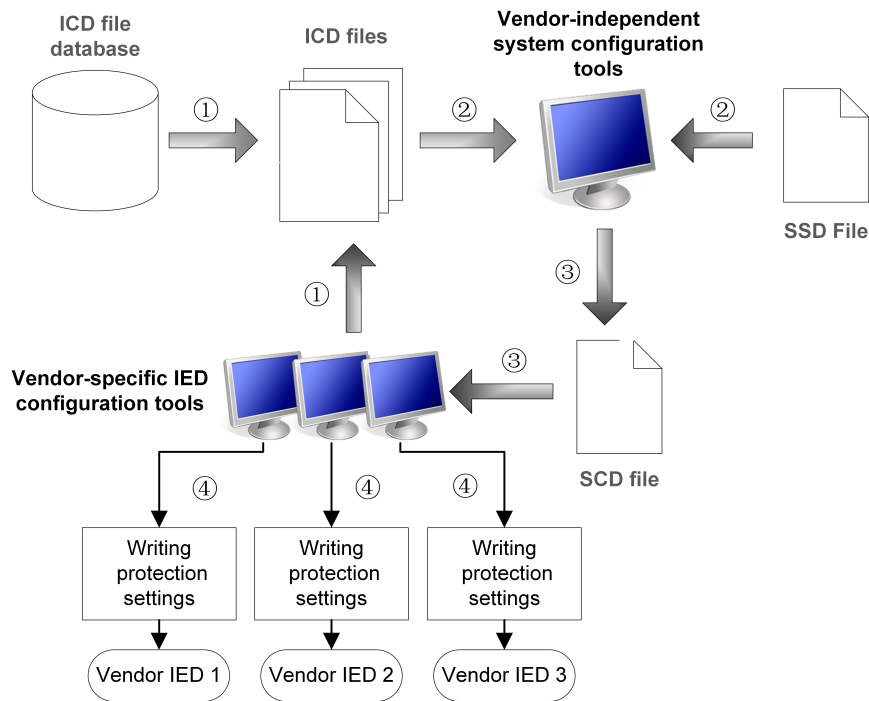 ICD file
database
ICD files
Vendor-independent
system configuration
tools
①
②
②
SSD File
①
③
Vendor-specific IED
configuration tools
③
SCD file
④
④
④
Writing
protection
settings
Writing
protection
settings
Writing
protection
settings
Vendor IED 1
Vendor IED 2
Vendor IED 3